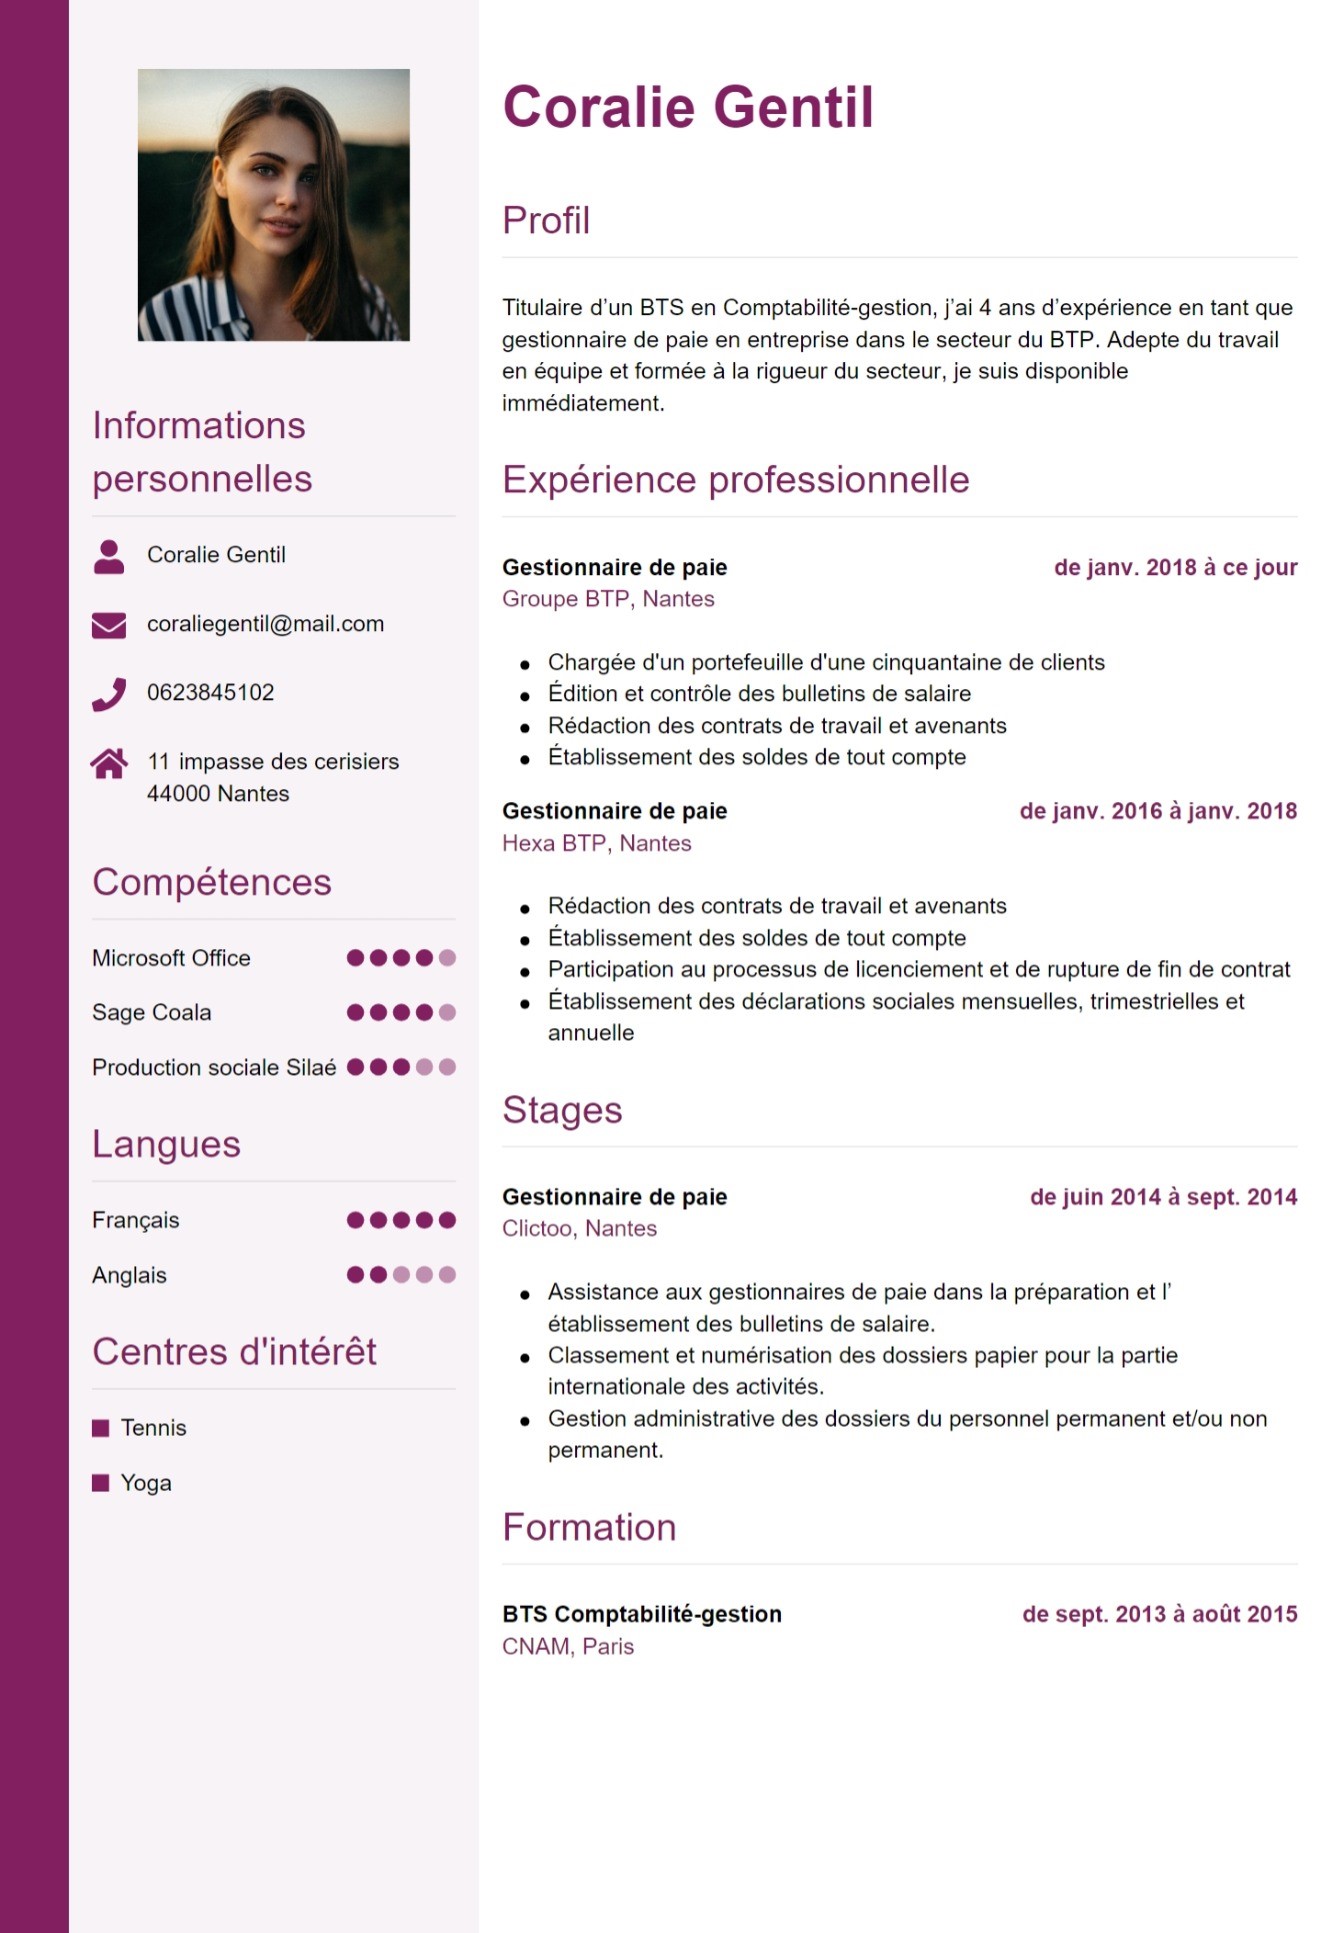 Coralie Gentil
Informations
personnelles
Coralie Gentil
coraliegentil@mail.com
0623845102
11 impasse des cerisiers
44000 Nantes
Compétences
Microsoft Office
Sage Coala
Production sociale Silaé
Langues
Français
Anglais
Centres d'intérêt
Tennis
Yoga
Profil
Titulaire d’un BTS en Comptabilité-gestion, j’ai 4 ans d’expérience en tant que
gestionnaire de paie en entreprise dans le secteur du BTP. Adepte du travail
en équipe et formée à la rigueur du secteur, je suis disponible
immédiatement.
Expérience professionnelle
Gestionnaire de paie de janv. 2018 à ce jour
Groupe BTP, Nantes
● Chargée d'un portefeuille d'une cinquantaine de clients
● Édition et contrôle des bulletins de salaire
● Rédaction des contrats de travail et avenants
● Établissement des soldes de tout compte
Gestionnaire de paie de janv. 2016 à janv. 2018
Hexa BTP, Nantes
● Rédaction des contrats de travail et avenants
● Établissement des soldes de tout compte
● Participation au processus de licenciement et de rupture de fin de contrat
● Établissement des déclarations sociales mensuelles, trimestrielles et
annuelle
Stages
Gestionnaire de paie de juin 2014 à sept. 2014
Clictoo, Nantes
● Assistance aux gestionnaires de paie dans la préparation et l’
établissement des bulletins de salaire.
● Classement et numérisation des dossiers papier pour la partie
internationale des activités.
● Gestion administrative des dossiers du personnel permanent et/ou non
permanent.
Formation
BTS Comptabilité-gestion de sept. 2013 à août 2015
CNAM, Paris